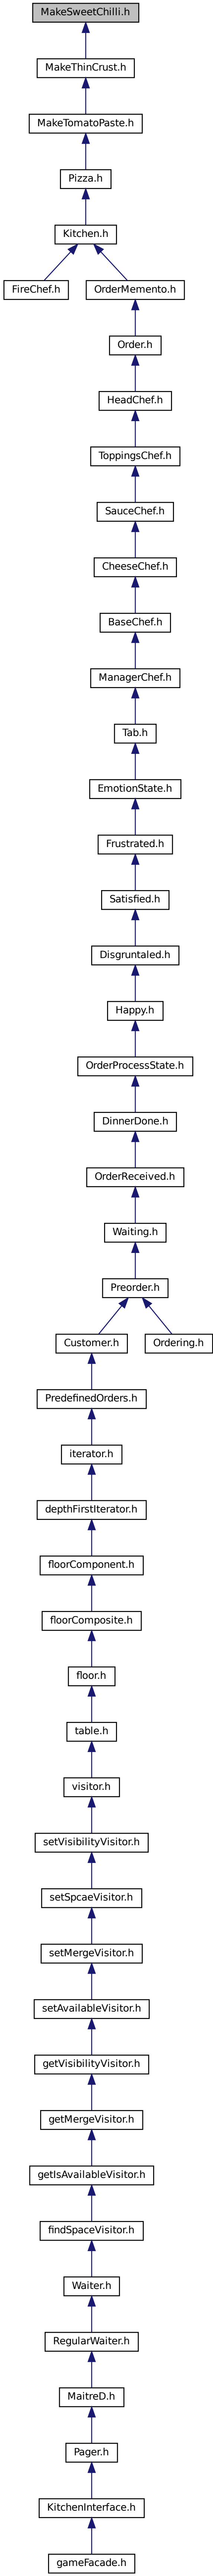 MakeSweetChilli.h
MakeThinCrust.h
MakeTomatoPaste.h
Pizza.h
Kitchen.h
FireChef.h
OrderMemento.h
Order.h
HeadChef.h
ToppingsChef.h
SauceChef.h
CheeseChef.h
BaseChef.h
ManagerChef.h
Tab.h
EmotionState.h
Frustrated.h
Satisfied.h
Disgruntaled.h
Happy.h
OrderProcessState.h
DinnerDone.h
OrderReceived.h
Waiting.h
Preorder.h
Customer.h
Ordering.h
PredefinedOrders.h
iterator.h
depthFirstIterator.h
floorComponent.h
floorComposite.h
floor.h
table.h
visitor.h
setVisibilityVisitor.h
setSpcaeVisitor.h
setMergeVisitor.h
setAvailableVisitor.h
getVisibilityVisitor.h
getMergeVisitor.h
getIsAvailableVisitor.h
findSpaceVisitor.h
Waiter.h
RegularWaiter.h
MaitreD.h
Pager.h
KitchenInterface.h
gameFacade.h